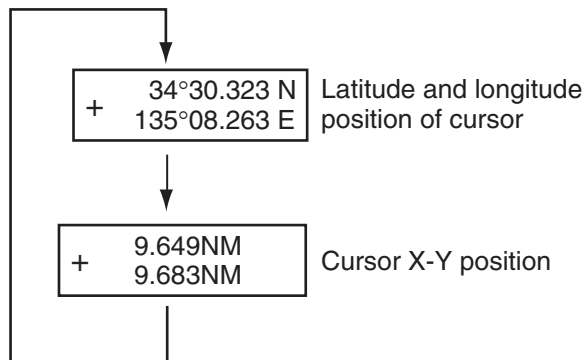 + 34°30.323 N
135°08.263 E
Latitude and longitude
position of cursor
+ 9.649NM
9.683NM
Cursor X-Y position